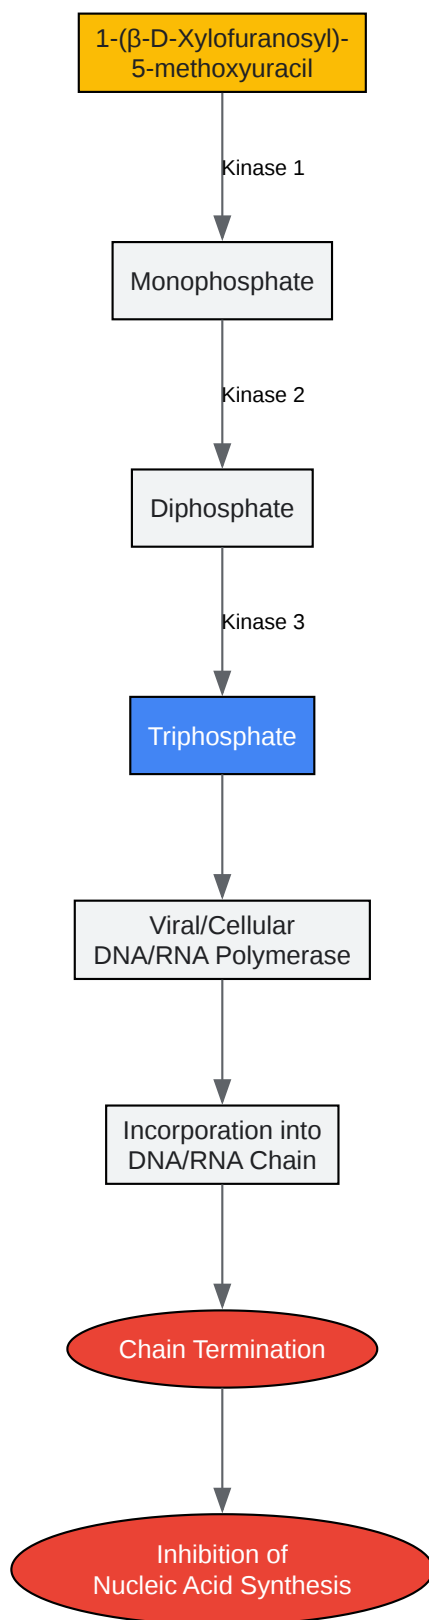 1-(β-D-Xylofuranosyl)-
5-methoxyuracil
Kinase 1
Monophosphate
Kinase 2
Diphosphate
Kinase 3
Triphosphate
Viral/Cellular
DNA/RNA Polymerase
Incorporation into
DNA/RNA Chain
Chain Termination
Inhibition of
Nucleic Acid Synthesis